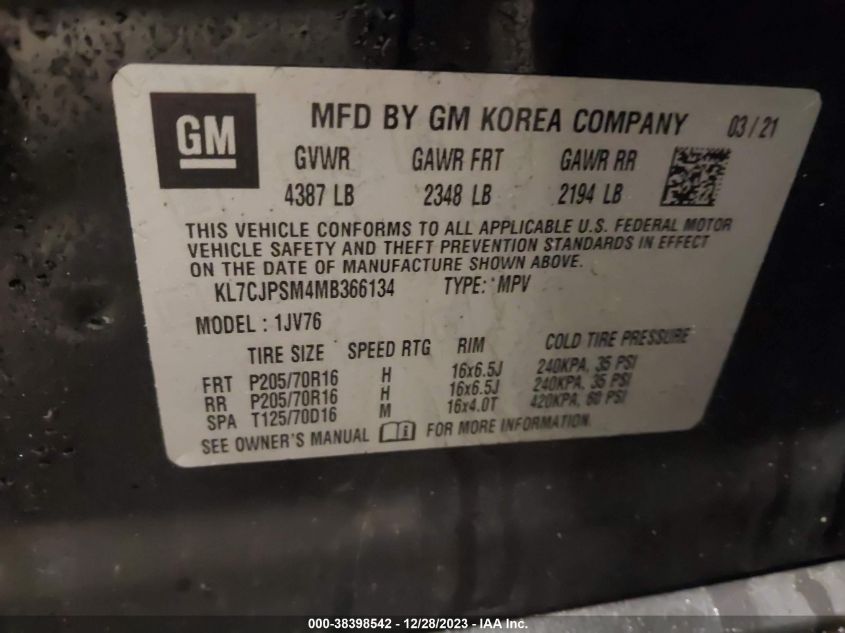 GM
MFD BY GM KOREA COMPANY 03/21
GVWR GAWR FRT GAWR RR
4387 LB 2348 LB 2194 LB
THIS VEHICLE CONFORMS TO ALL APPLICABLE U.S. FEDERAL MOTOR
VEHICLE SAFETY AND THEFT PREVENTION STANDARDS IN EFFECT
ON THE DATE OF MANUFACTURE SHOWN ABOVE.
KL7CJPSM4MB366134 TYPE: MPV
MODEL : 1JV76
TIRE SIZE SPEED RTG RIM COLD TIRE PRESSURE
FRT P205/70R16 H 16x6.5J 240KPA, 35 PSI
RR P205/70R16 H 16x6.5J 240KPA, 35 PSI
SPA T125/70D16 M 16x4.0T 420KPA, 60 PSI
SEE OWNER'S MANUAL i FOR MORE INFORMATION
000-38398542 - 12/28/2023 - IAA Inc.